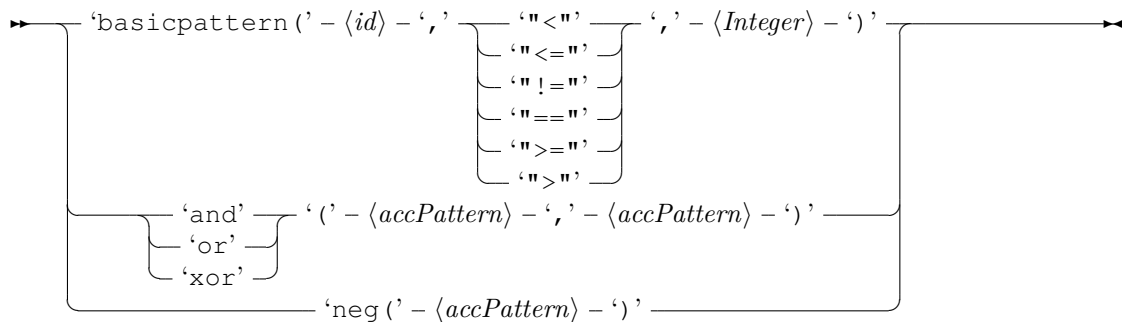 ‘basicpattern(’ – ⟨id⟩ – ‘,’ ‘"<"’ ‘,’ – ⟨Integer⟩ – ‘)’
‘"<="’
‘"!="’
‘"=="’
‘">="’
‘">"’
‘and’ ‘(’ – ⟨accPattern⟩ – ‘,’ – ⟨accPattern⟩ – ‘)’
‘or’
‘xor’
‘neg(’ – ⟨accPattern⟩ – ‘)’